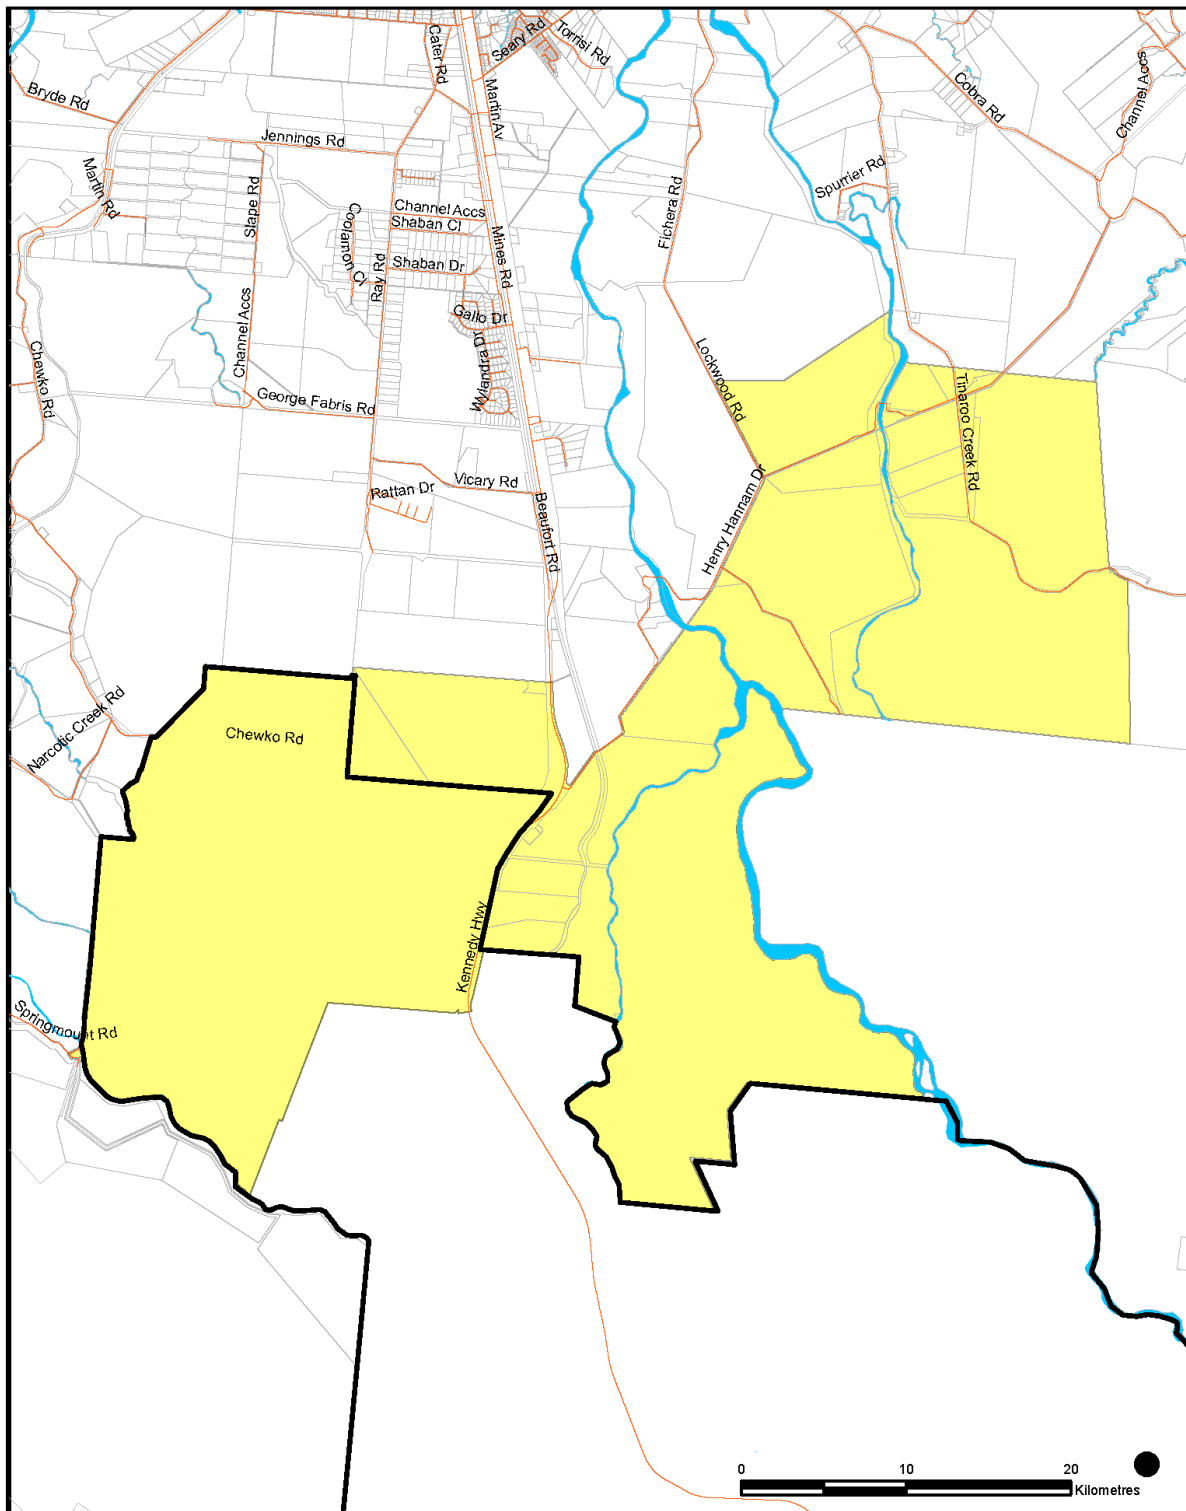 Cater Rd
Seary Rd
Torrisi Rd
Bryde Rd
Martin Av
Cobra Rd
Channel Accs
Jennings Rd
Martin Rd
Slape Rd
Coolamon Cl
Channel Accs
Shaban Cl
Fichera Rd
Spurrier Rd
Ray Rd
Shaban Dr
Mines Rd
Gallo Dr
Channel Accs
Chewko Rd
Wylandra Dr
Lockwood Rd
George Fabris Rd
Tinaroo Creek Rd
Vicary Rd
Rattan Dr
Beaufort Rd
Henry Hannam Dr
Narcotic Creek Rd
Chewko Rd
Kennedy Hwy
Springmount Rd
0 10 20
Kilometres